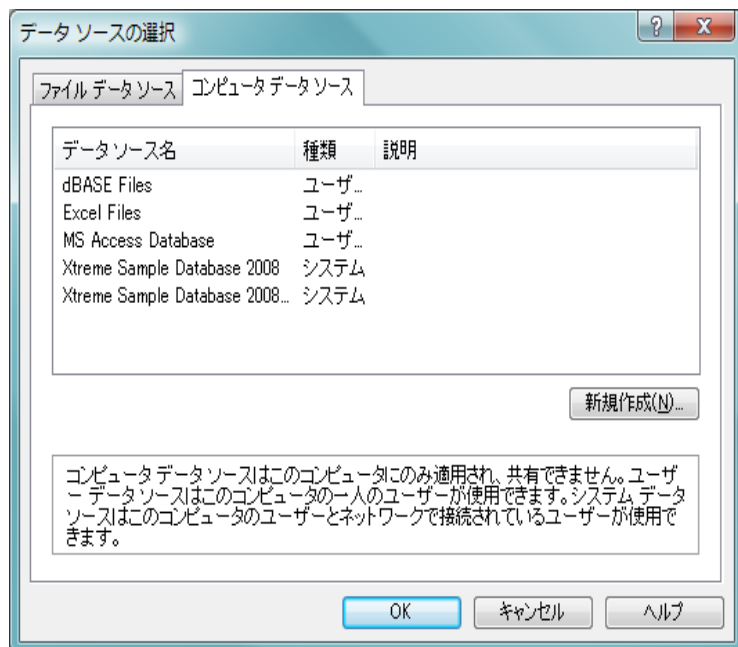 データ ソースの選択
ファイル データ ソース コンピュータ データ ソース
データ ソース名 種類 説明
dBASE Files ユーザ...
Excel Files ユーザ...
MS Access Database ユーザ...
Xtreme Sample Database 2008 システム
Xtreme Sample Database 2008... システム
新規作成(N)...
コンピュータ データ ソースはこのコンピュータにのみ適用され、共有できません。ユーザ
ー データ ソースはこのコンピュータの一人のユーザーが使用できます。システム データ
ソースはこのコンピュータのユーザーとネットワークで接続されているユーザーが使用で
きます。
OK キャンセル ヘルプ